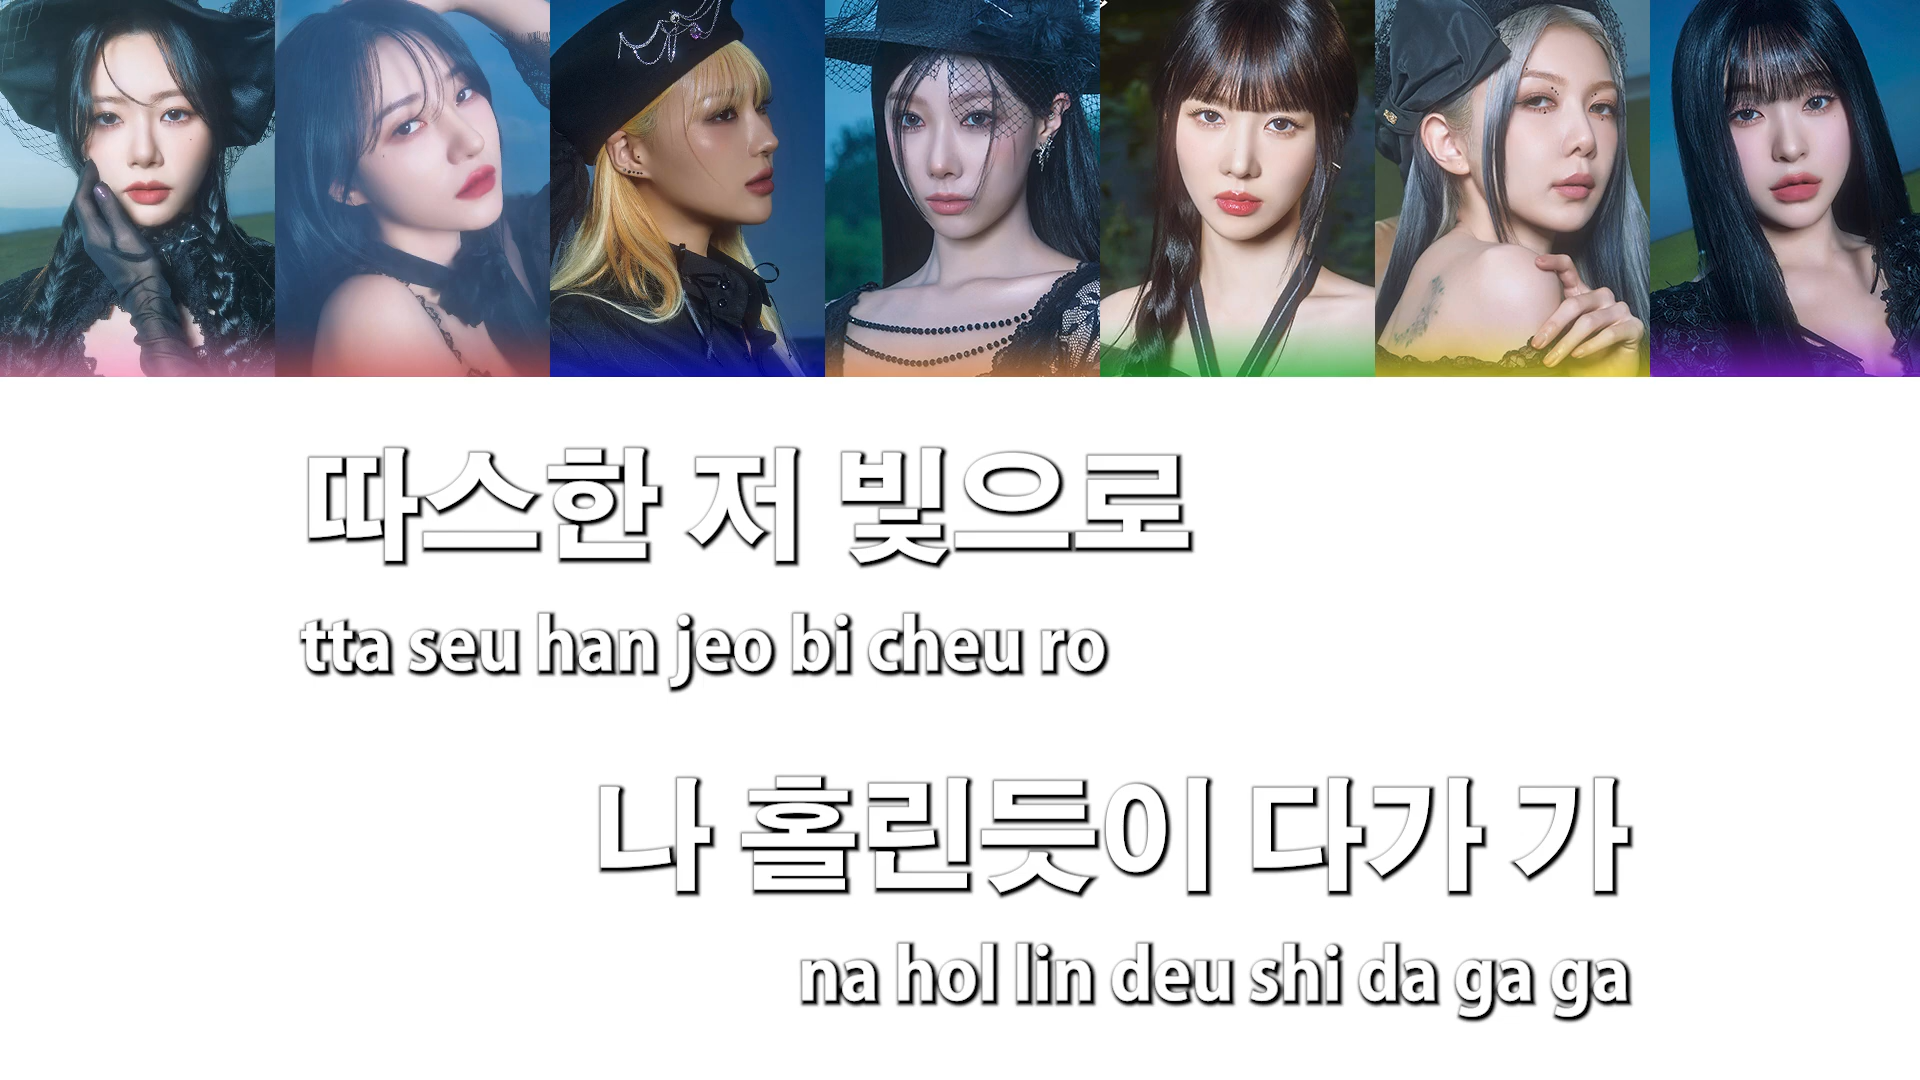 따스한 저 빛으로
tta seu han jeo bi cheu ro
나 홀린듯이 다가 가
na hol lin deu shi da ga ga